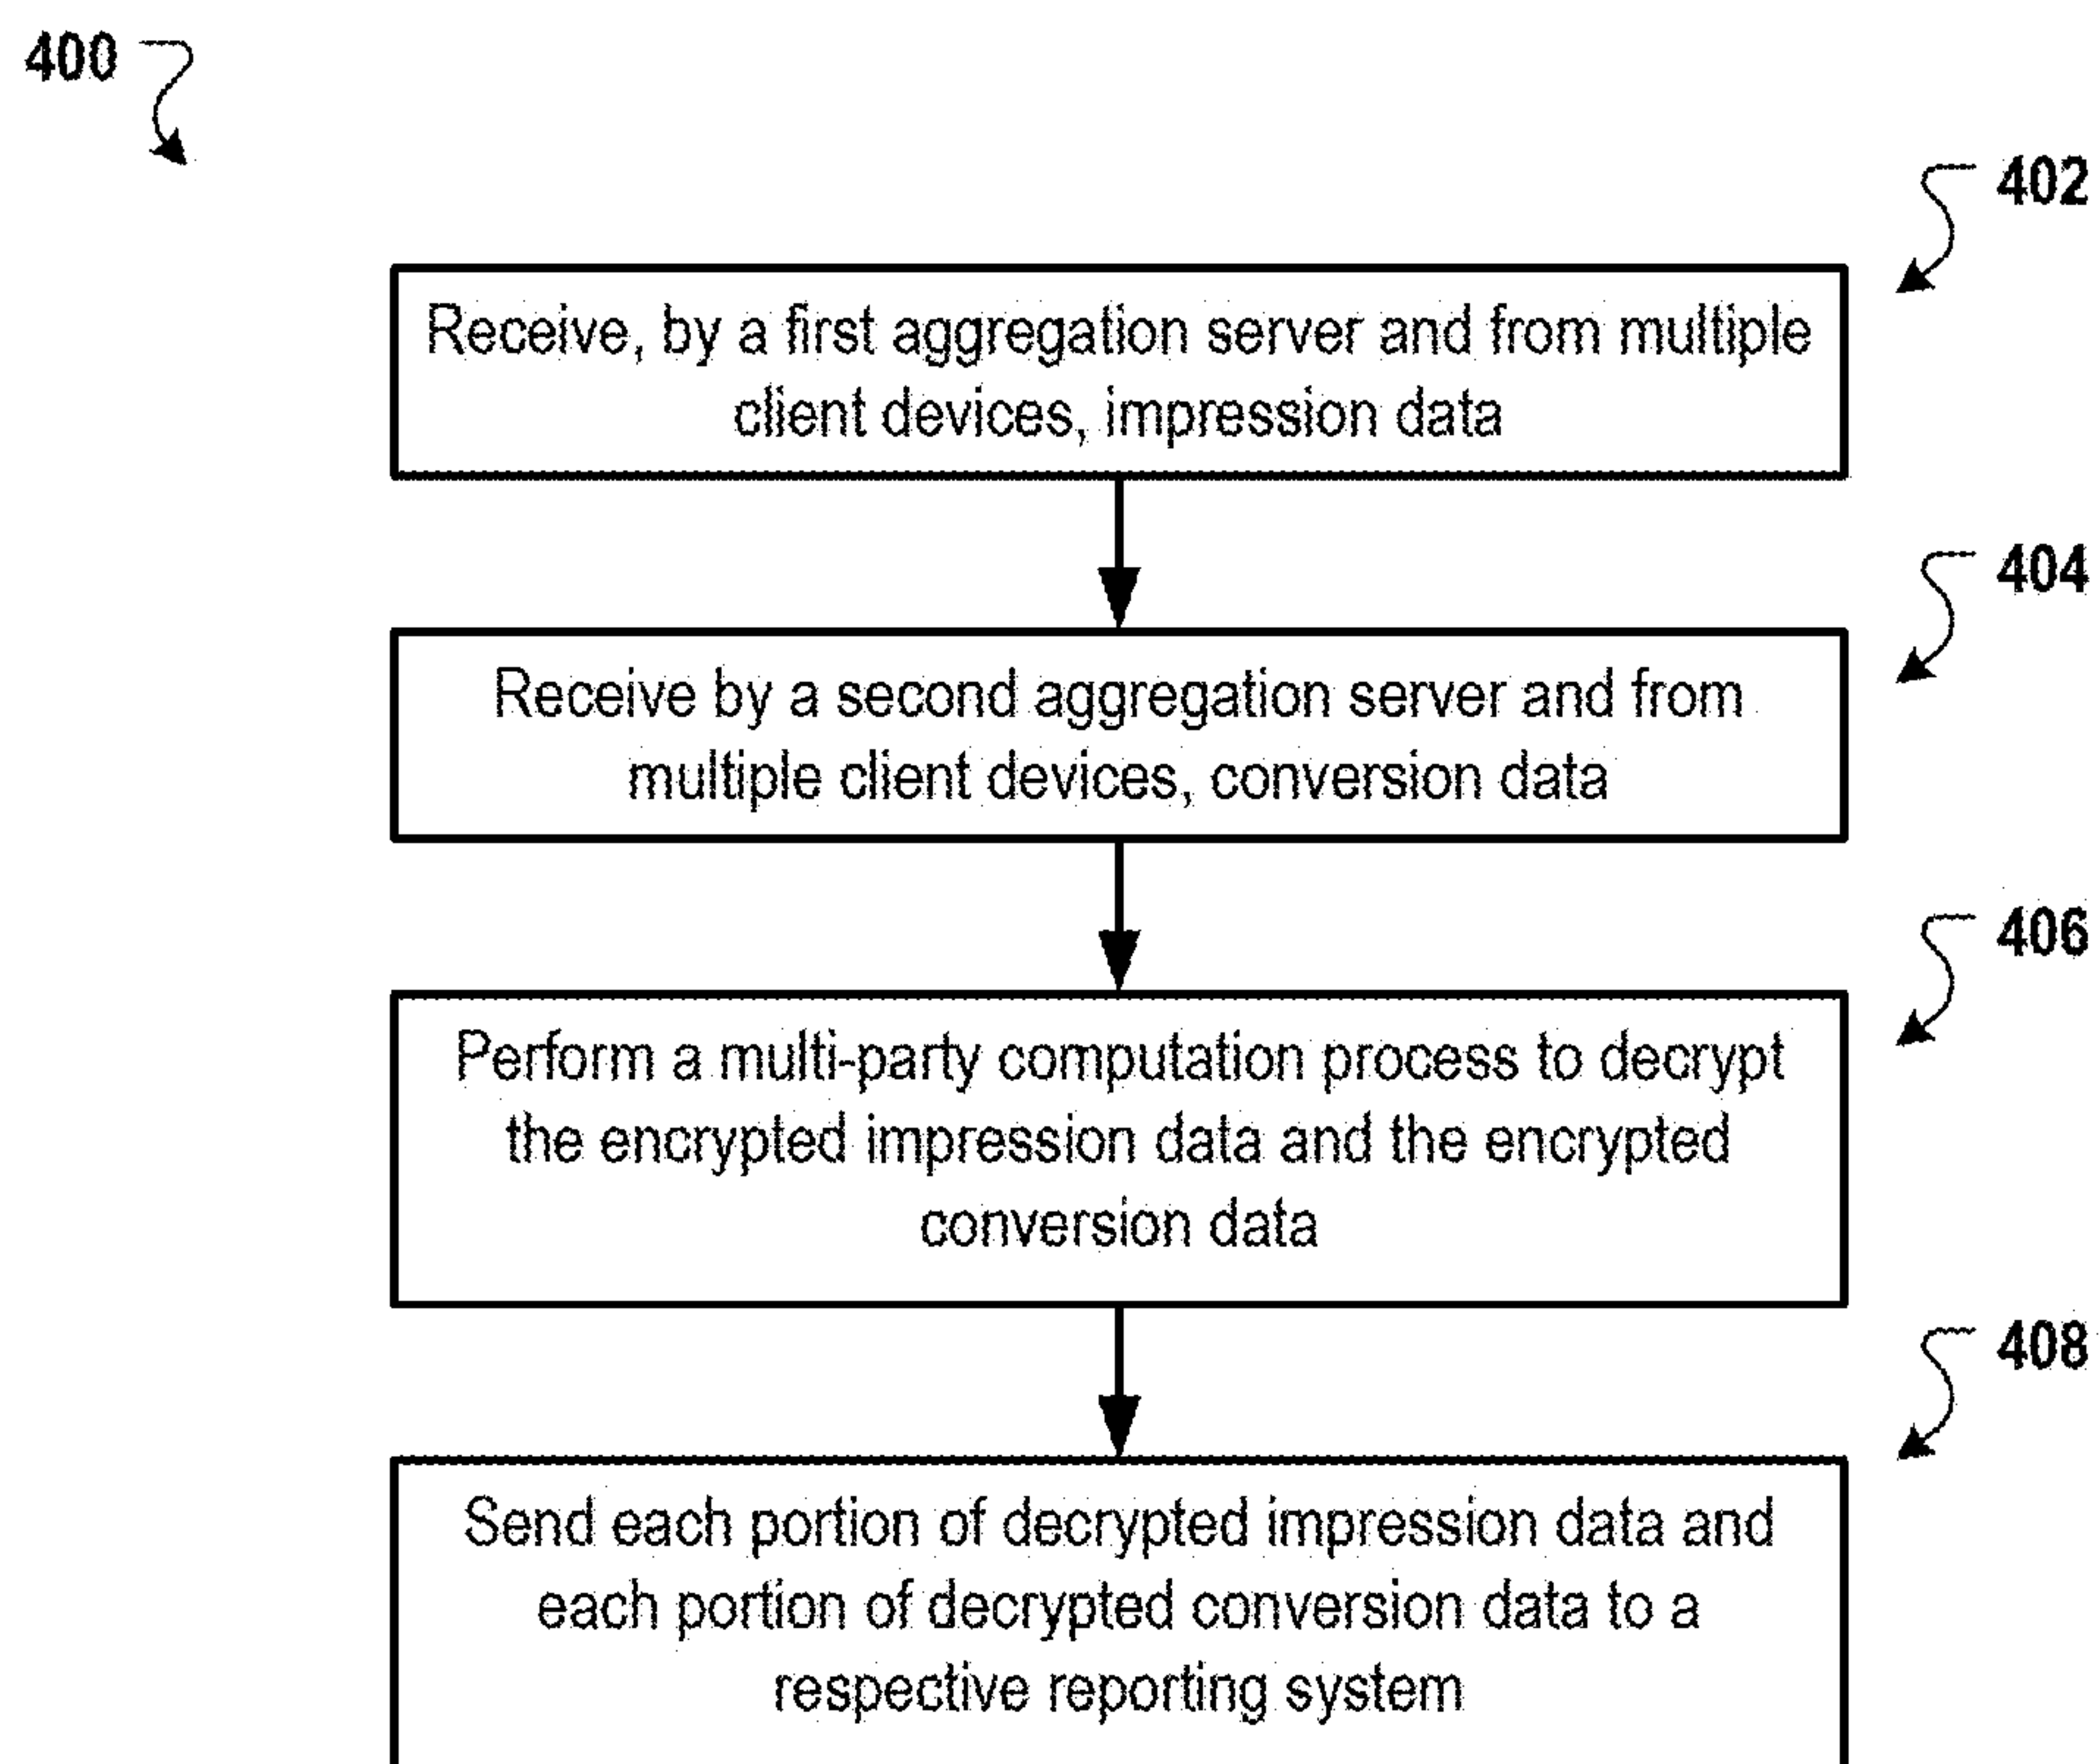 400
402
Receive, by a first aggregation server and from multiple
client devices, impression data
404
Receive by a second aggregation server and from
multiple client devices, conversion data
406
Perform a multi-party computation process to decrypt
the encrypted impression data and the encrypted
conversion data
408
Send each portion of decrypted impression data and
each portion of decrypted conversion data to a
respective reporting system